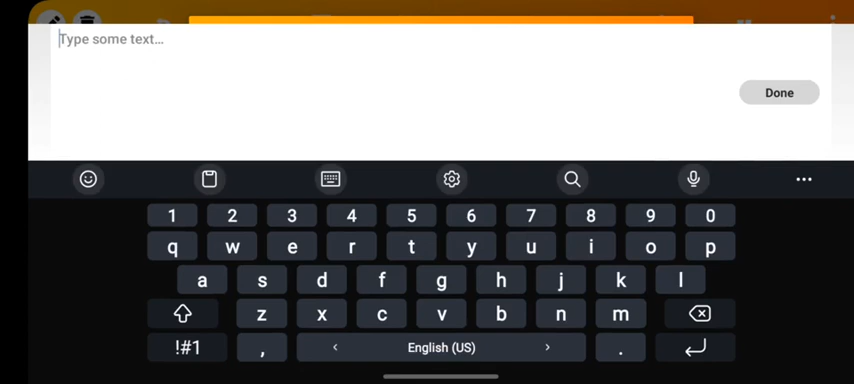 Type some text...
Done
1 2 3 4 5 6 7 8 9 0
q w e r t y u i o p
a s d f g h j k l
z x c v b n m
!#1 , < English (US) > .